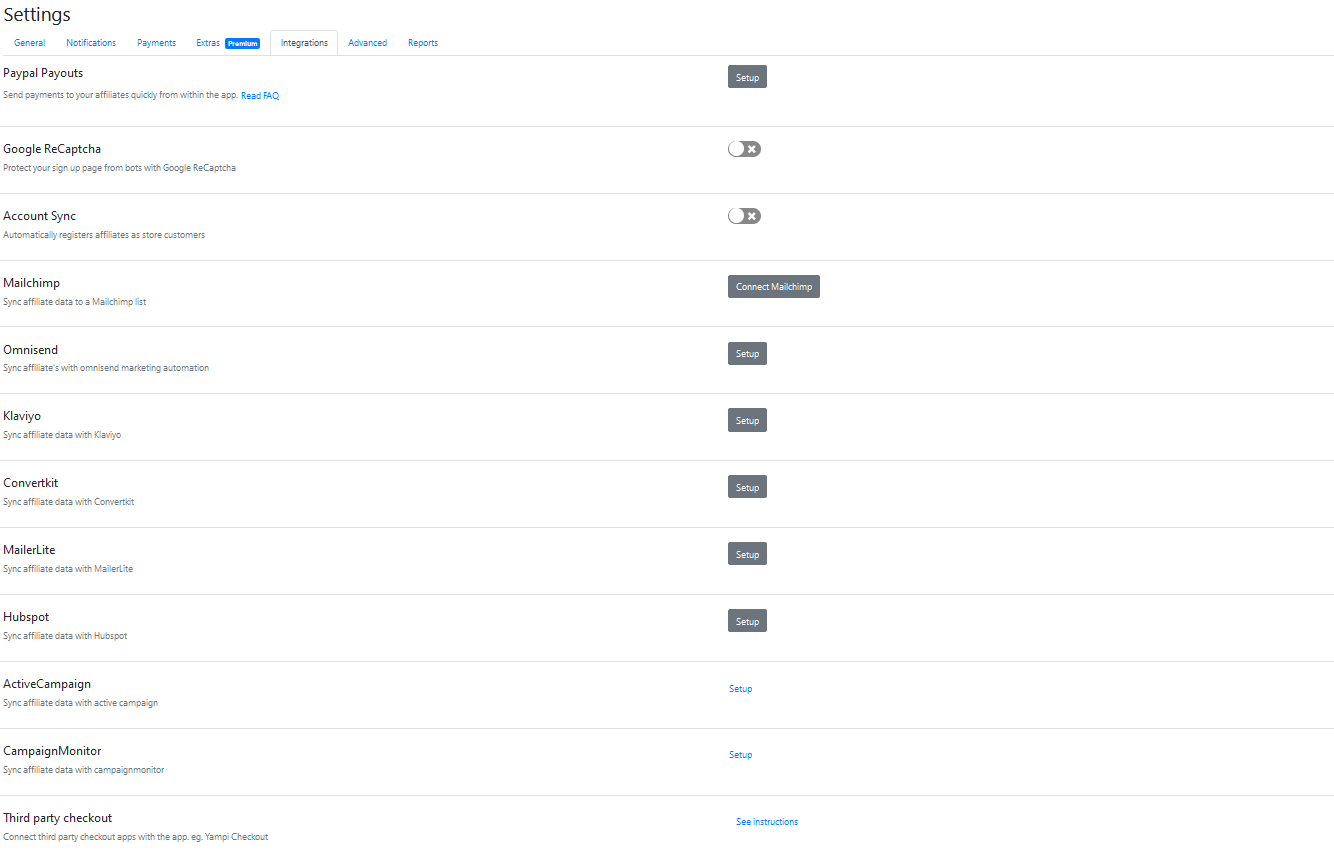 Settings
General Notifications Payments Extras Premium Integrations Advanced Reports
Paypal Payouts
Setup
Send payments to your affiliates quickly from within the app. Read FAQ
Google ReCaptcha
Protect your sign up page from bots with Google ReCaptcha
Account Sync
Automatically registers affiliates as store customers
Mailchimp
Connect Mailchimp
Sync affiliate data to a Mailchimp list
Omnisend
Setup
Sync affiliate's with omnisend marketing automation
Klaviyo
Setup
Sync affiliate data with Klaviyo
Convertkit
Setup
Sync affiliate data with Convertkit
MailerLite
Setup
Sync affiliate data with MailerLite
Hubspot
Setup
Sync affiliate data with Hubspot
ActiveCampaign
Setup
Sync affiliate data with active campaign
CampaignMonitor
Setup
Sync affiliate data with campaignmonitor
Third party checkout
See instructions
Connect third party checkout apps with the app. eg. Yampi Checkout